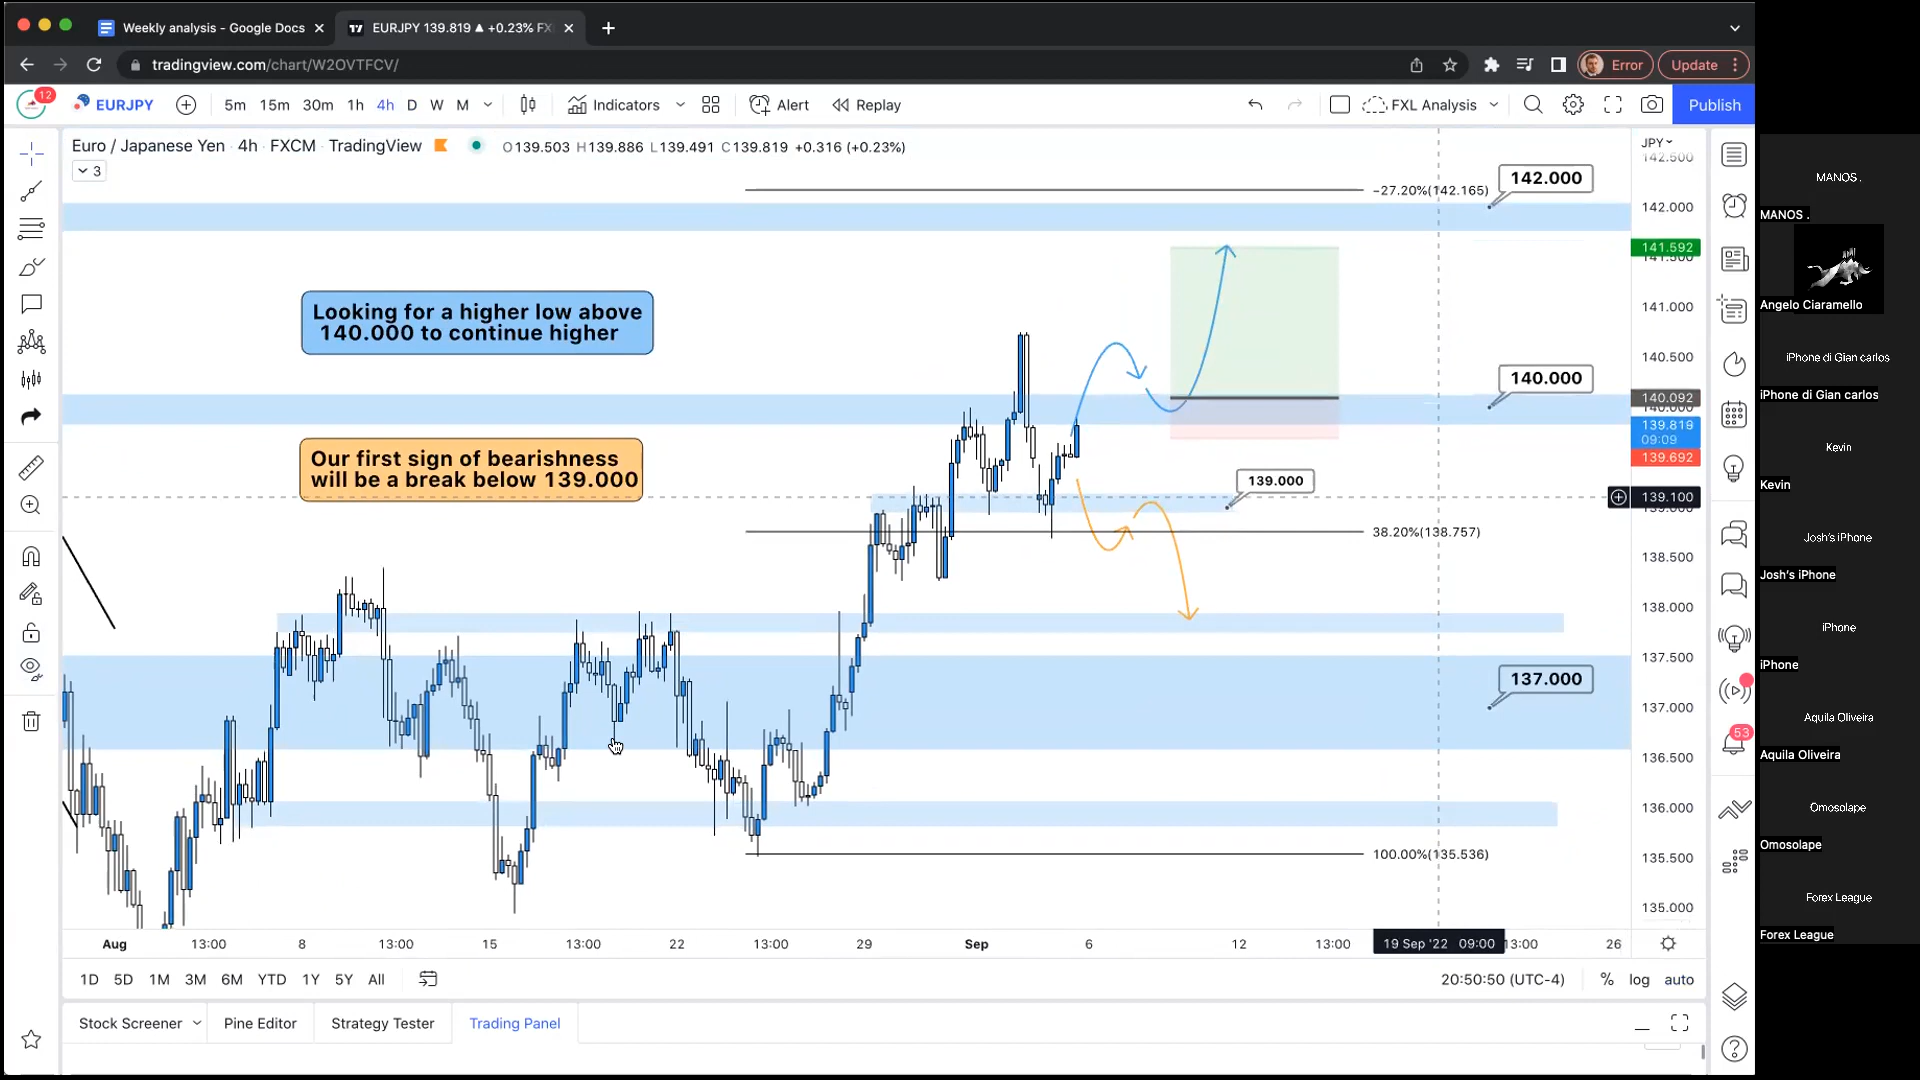 Weekly analysis - Google Docs
EURJPY 139.819 ▲ +0.23% FX
tradingview.com/chart/W2OVTFCV/
Error
Update
12
EURJPY
5m 15m 30m 1h 4h D W M
Indicators
Alert
Replay
FXL Analysis
Publish
Euro / Japanese Yen · 4h · FXCM · TradingView
O139.503 H139.886 L139.491 C139.819 +0.316 (+0.23%)
3
JPY
142.500
−27.20%(142.165)
142.000
142.000
141.592
141.500
Looking for a higher low above
140.000 to continue higher
141.000
140.500
140.000
140.092
140.000
139.819
09:09
139.692
Our first sign of bearishness
will be a break below 139.000
139.000
139.100
139.000
38.20%(138.757)
138.500
138.000
137.500
137.000
137.000
136.500
136.000
100.00%(135.536)
135.500
135.000
Aug 13:00 8 13:00 15 13:00 22 13:00 29 Sep 6 12 13:00 19 Sep '22 09:00 13:00 26
1D 5D 1M 3M 6M YTD 1Y 5Y All
20:50:50 (UTC-4)
% log auto
Stock Screener
Pine Editor
Strategy Tester
Trading Panel
53
MANOS .
MANOS .
Angelo Ciaramello
iPhone di Gian carlos
iPhone di Gian carlos
Kevin
Kevin
Josh's iPhone
Josh's iPhone
iPhone
iPhone
Aquila Oliveira
Aquila Oliveira
Omosolape
Omosolape
Forex League
Forex League